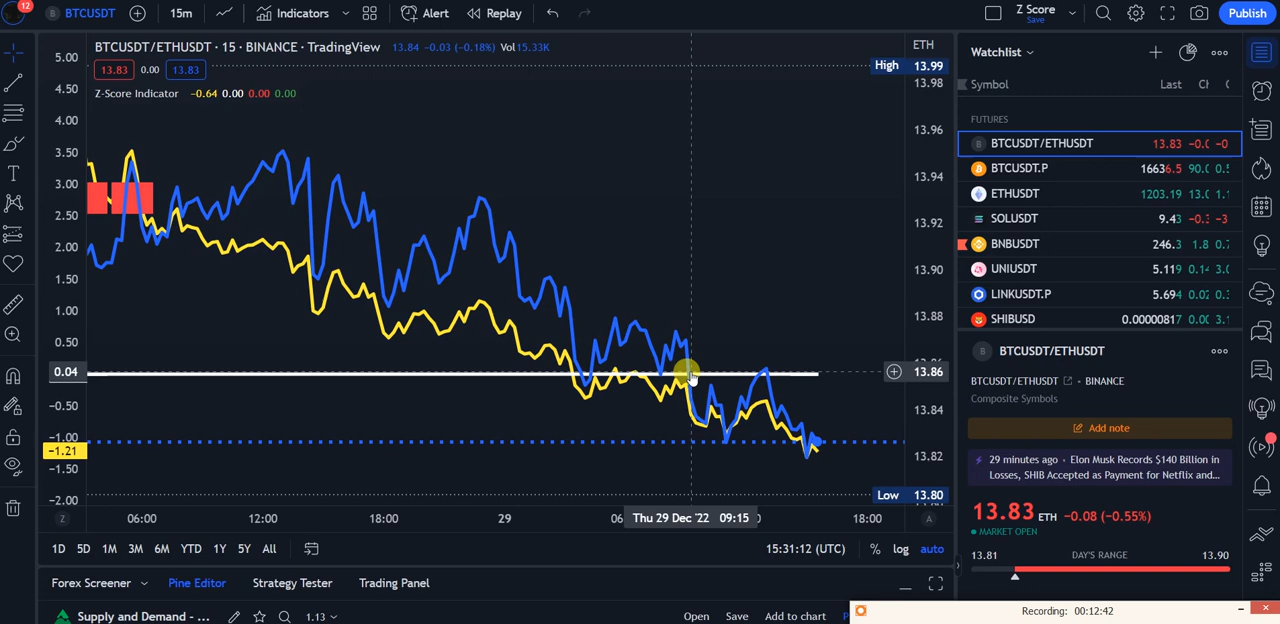 12
BTCUSDT
15m
Indicators
Alert
Replay
Z Score
Save
Publish
BTCUSDT/ETHUSDT · 15 · BINANCE · TradingView
13.84 -0.03 (-0.18%) Vol 15.33K
13.83
0.00
13.83
Z-Score Indicator
-0.64 0.00 0.00 0.00
5.00
4.50
4.00
3.50
3.00
2.50
2.00
1.50
1.00
0.50
0.04
-0.50
-1.00
-1.21
-1.50
-2.00
ETH
High 13.99
13.98
13.96
13.94
13.92
13.90
13.88
13.86
13.84
13.82
Low 13.80
Z
06:00
12:00
18:00
29
Thu 29 Dec '22 09:15
18:00
A
1D
5D
1M
3M
6M
YTD
1Y
5Y
All
15:31:12 (UTC)
%
log
auto
Forex Screener
Pine Editor
Strategy Tester
Trading Panel
Supply and Demand - ...
1.13
Open
Save
Add to chart
Watchlist
Symbol
Last
FUTURES
BTCUSDT/ETHUSDT 13.83
BTCUSDT.P 16636.5
ETHUSDT 1203.19
SOLUSDT 9.43
BNBUSDT 246.3
UNIUSDT 5.119
LINKUSDT.P 5.694
SHIBUSD 0.00000817
BTCUSDT/ETHUSDT
BTCUSDT/ETHUSDT • BINANCE
Composite Symbols
Add note
29 minutes ago • Elon Musk Records $140 Billion in
Losses, SHIB Accepted as Payment for Netflix and...
13.83 ETH -0.08 (-0.55%)
MARKET OPEN
13.81 DAY'S RANGE 13.90
Recording: 00:12:42